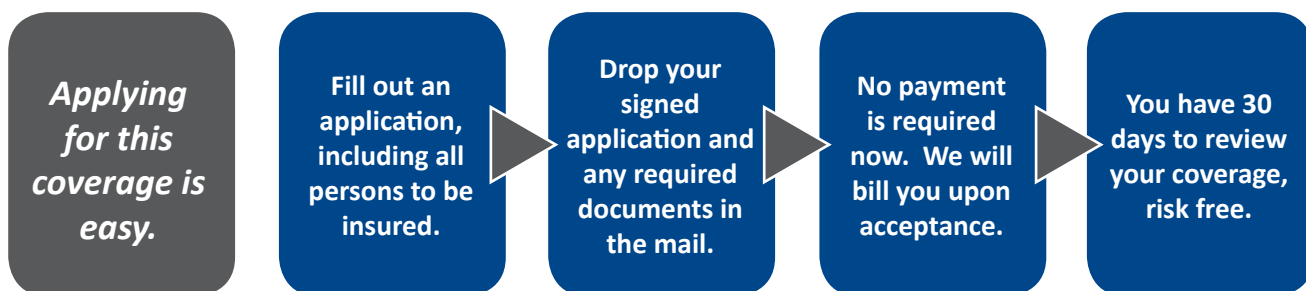 Applying
for this
coverage is
easy.
Fill out an
application,
including all
persons to be
insured.
Drop your
signed
application and
any required
documents in
the mail.
No payment
is required
now.  We will
bill you upon
acceptance.
You have 30
days to review
your coverage,
risk free.